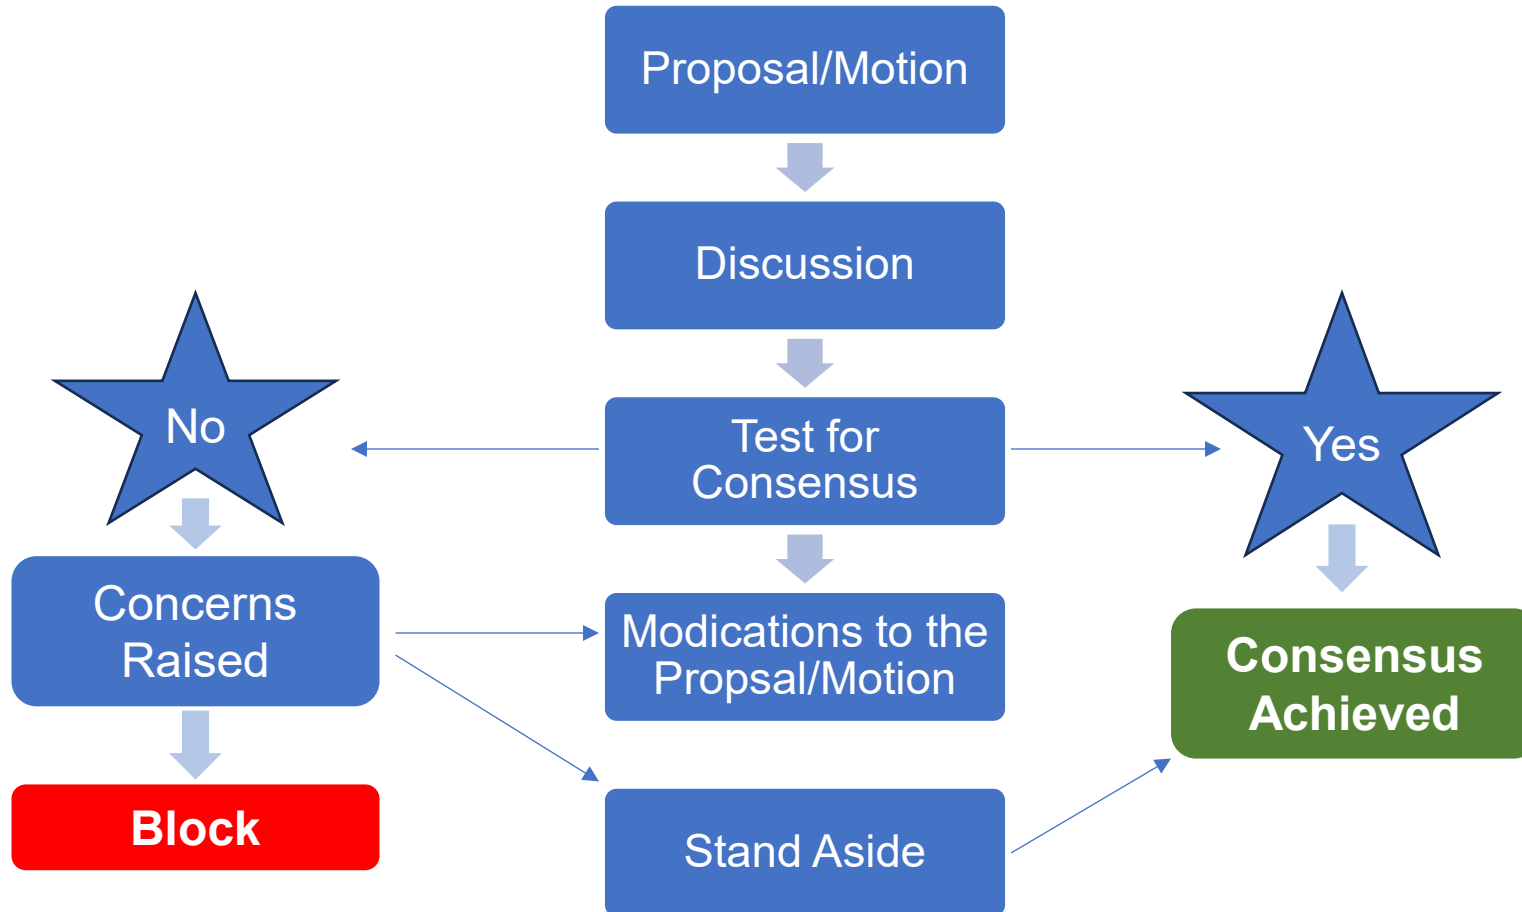 Proposal/Motion
Discussion
No
Test for
Consensus
Yes
Concerns
Raised
Modications to the
Propsal/Motion
Consensus
Achieved
Block
Stand Aside